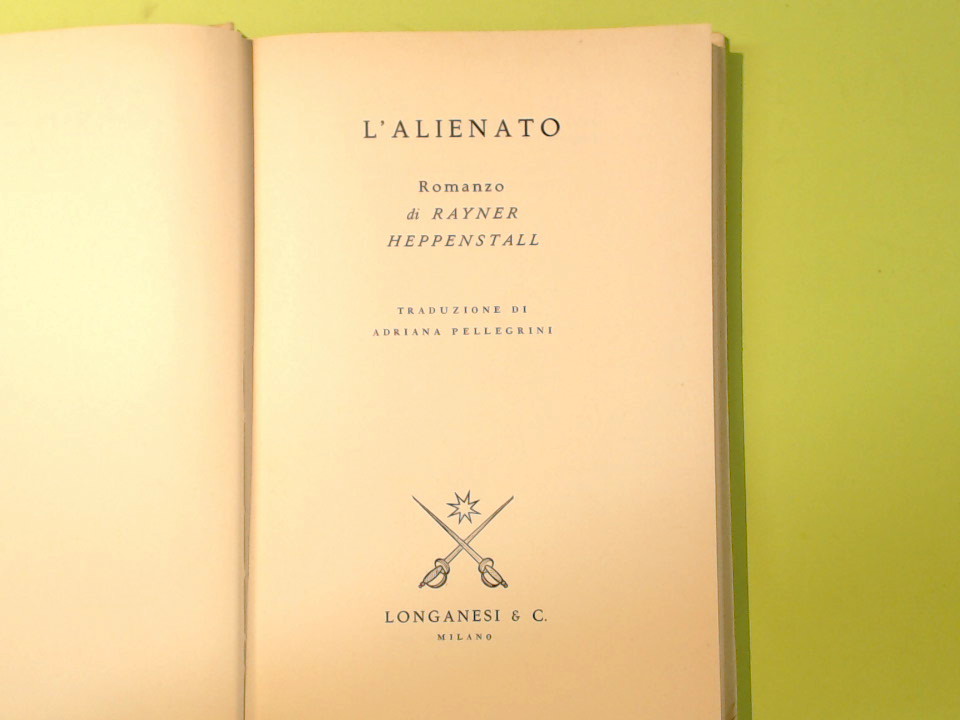 L'ALIENATO
Romanzo
di RAYNER
HEPPENSTALL
TRADUZIONE DI
ADRIANA PELLEGRINI
LONGANESI & C.
MILANO